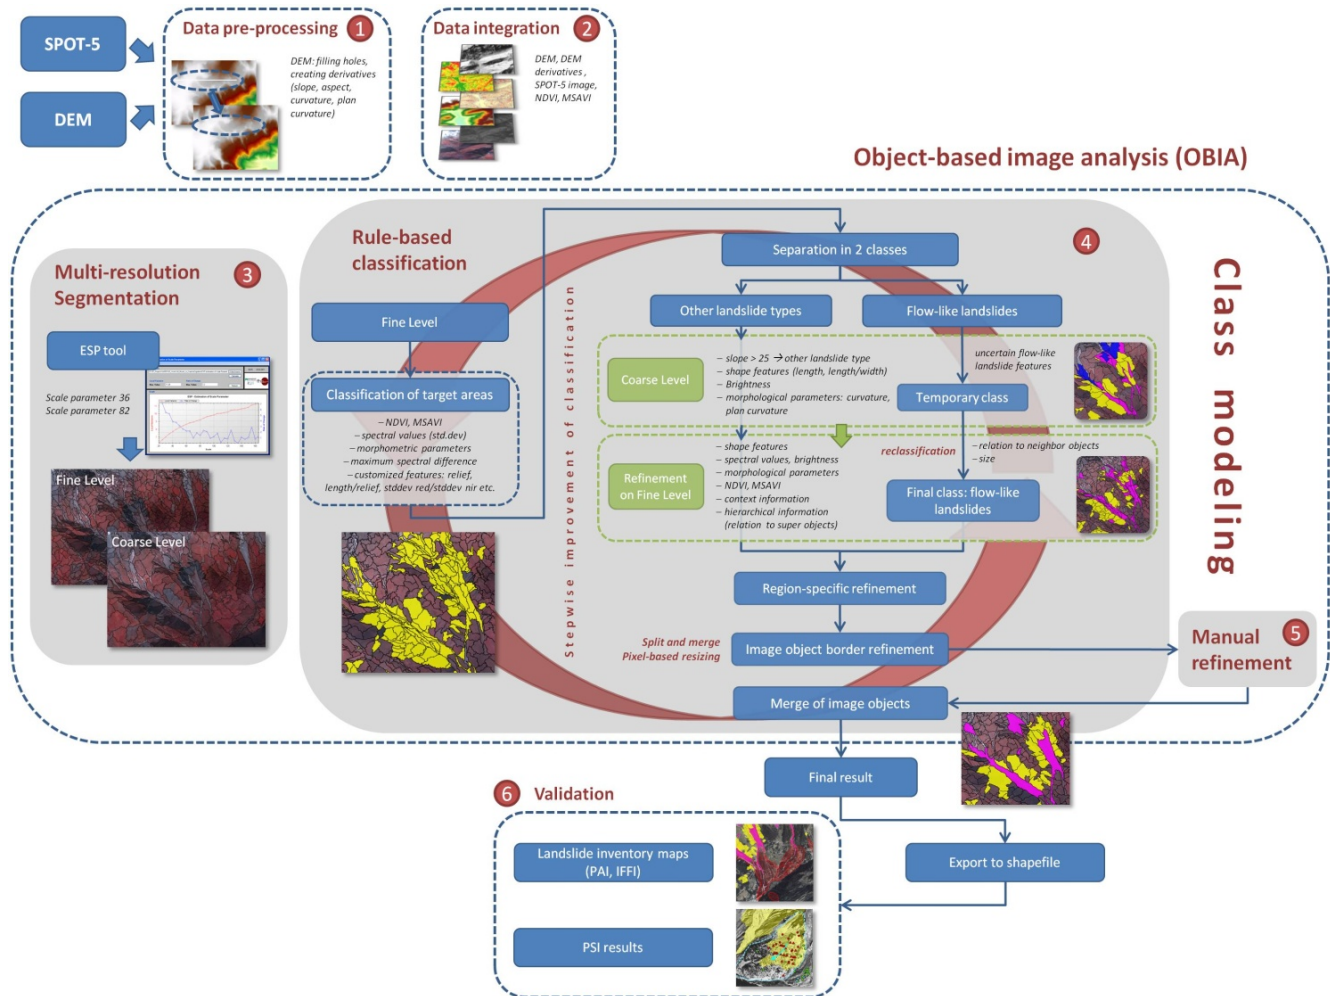 SPOT-5
DEM
Data pre-processing 1
DEM: filling holes,
creating derivatives
(slope, aspect,
curvature, plan
curvature)
Data integration 2
DEM, DEM
derivatives ,
SPOT-5 image,
NDVI, MSAVI
Object-based image analysis (OBIA)
Class modeling
Multi-resolution
Segmentation
3
ESP tool
Scale parameter 36
Scale parameter 82
Fine Level
Coarse Level
Rule-based
classification
4
Fine Level
Classification of target areas
– NDVI, MSAVI
– spectral values (std.dev)
– morphometric parameters
– maximum spectral difference
– customized features: relief,
length/relief, stddev red/stddev nir etc.
Stepwise improvement of classification
Separation in 2 classes
Other landslide types
Flow-like landslides
Coarse Level
– slope > 25 → other landslide type
– shape features (length, length/width)
– Brightness
– morphological parameters: curvature,
plan curvature
uncertain flow-like
landslide features
Temporary class
Refinement
on Fine Level
– shape features
– spectral values, brightness
– morphological parameters
– NDVI, MSAVI
– context information
– hierarchical information
(relation to super objects)
reclassification
– relation to neighbor objects
– size
Final class: flow-like
landslides
Region-specific refinement
Split and merge
Pixel-based resizing
Image object border refinement
Manual
refinement
5
Merge of image objects
Final result
6 Validation
Landslide inventory maps
(PAI, IFFI)
PSI results
Export to shapefile